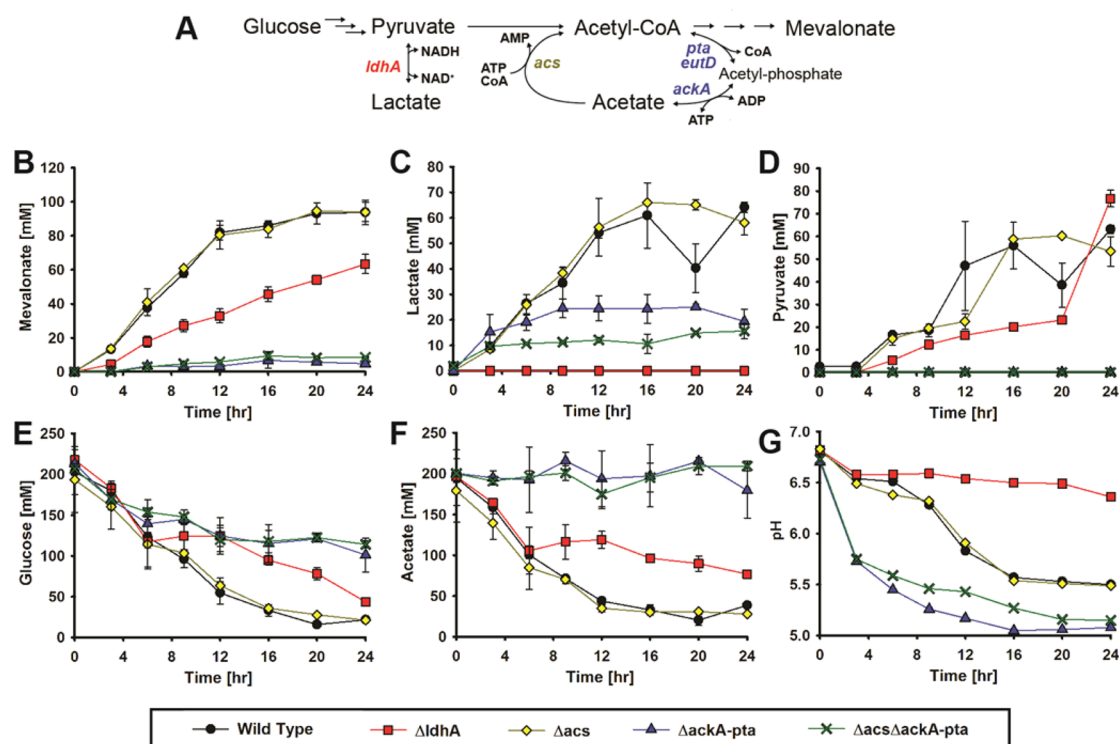 A
Glucose Pyruvate Acetyl-CoA Mevalonate
ldhA NADH AMP acs pta CoA
NAD⁺ ATP eutD Acetyl-phosphate
CoA ackA
Lactate Acetate ADP
ATP
B
Mevalonate [mM]
120
100
80
60
40
20
0
0 4 8 12 16 20 24
Time [hr]
C
Lactate [mM]
80
70
60
50
40
30
20
10
0
0 4 8 12 16 20 24
Time [hr]
D
Pyruvate [mM]
90
80
70
60
50
40
30
20
10
0
0 4 8 12 16 20 24
Time [hr]
E
Glucose [mM]
250
200
150
100
50
0
0 4 8 12 16 20 24
Time [hr]
F
Acetate [mM]
250
200
150
100
50
0
0 4 8 12 16 20 24
Time [hr]
G
pH
7.0
6.5
6.0
5.5
5.0
0 4 8 12 16 20 24
Time [hr]
Wild Type ΔldhA Δacs ΔackA-pta ΔacsΔackA-pta